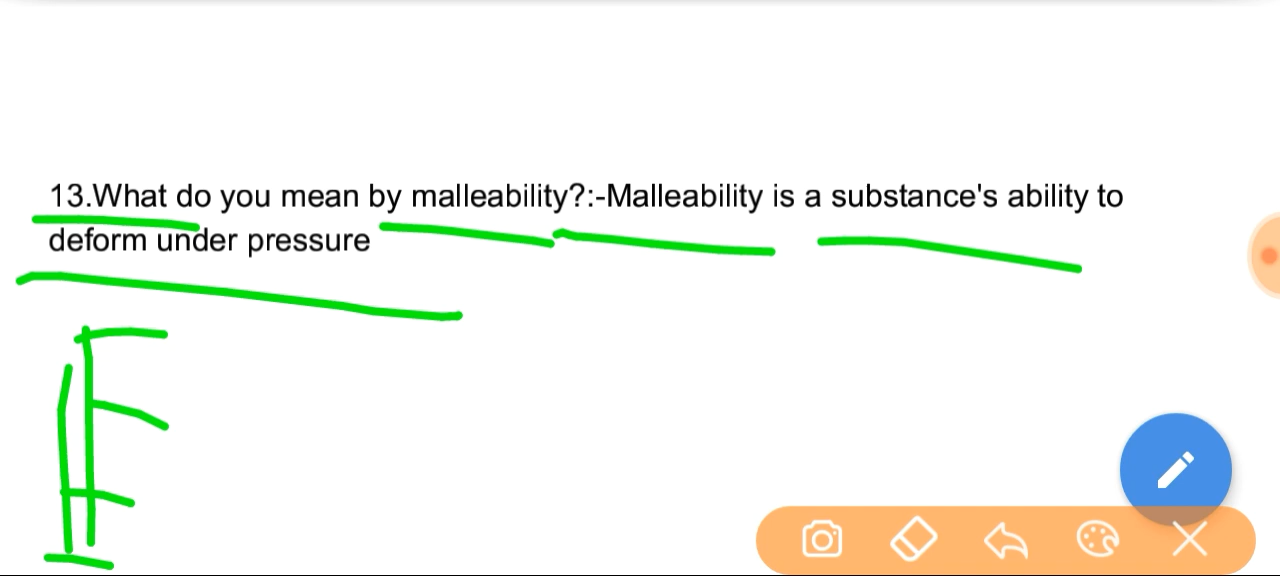 13.What do you mean by malleability?:-Malleability is a substance's ability to
deform under pressure